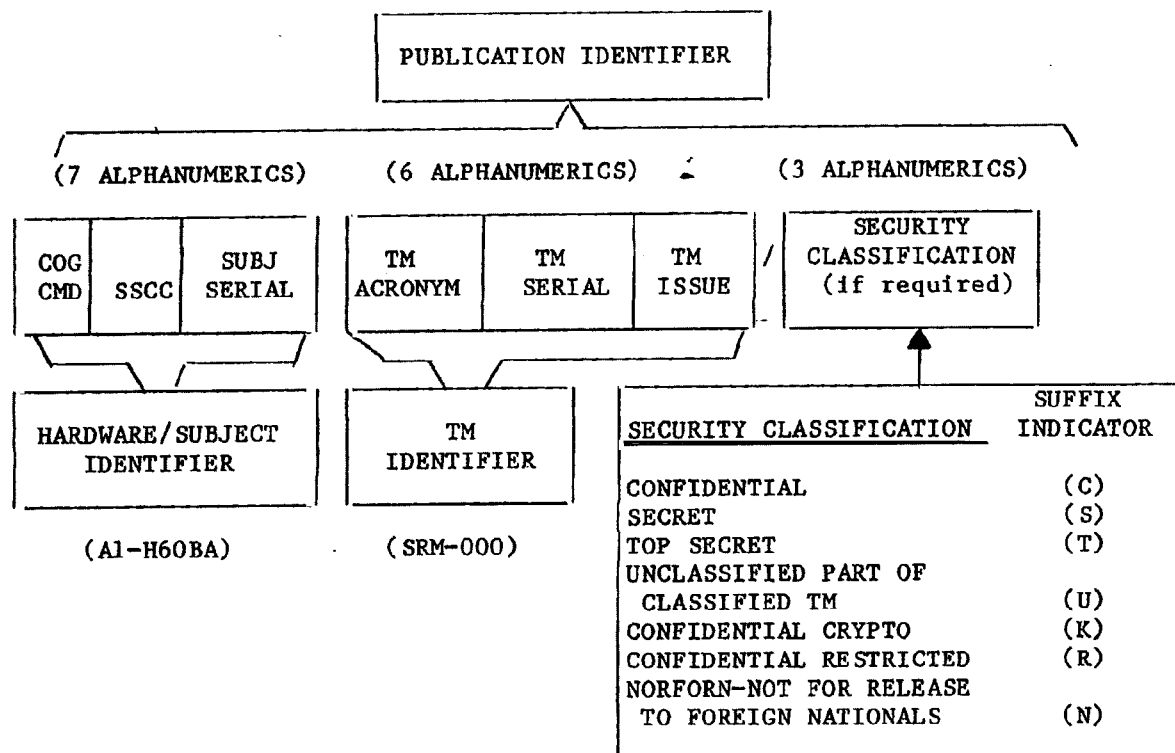 PUBLICATION IDENTIFIER
(7 ALPHANUMERICS) (6 ALPHANUMERICS) (3 ALPHANUMERICS)
COG CMD
SSCC
SUBJ SERIAL
TM ACRONYM
TM SERIAL
TM ISSUE
/
SECURITY
CLASSIFICATION
(if required)
HARDWARE/SUBJECT
IDENTIFIER
(A1-H60BA)
TM
IDENTIFIER
(SRM-000)
SECURITY CLASSIFICATION SUFFIX INDICATOR
CONFIDENTIAL (C)
SECRET (S)
TOP SECRET (T)
UNCLASSIFIED PART OF
CLASSIFIED TM (U)
CONFIDENTIAL CRYPTO (K)
CONFIDENTIAL RESTRICTED (R)
NORFORN-NOT FOR RELEASE
TO FOREIGN NATIONALS (N)